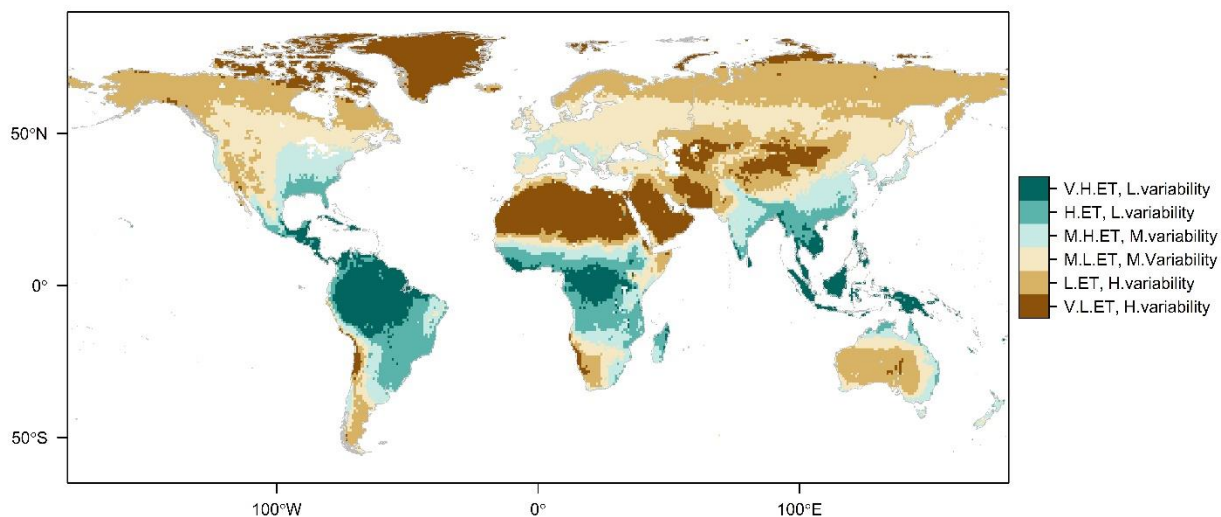 50°N
0°
50°S
100°W
0°
100°E
V.H.ET, L.variability
H.ET, L.variability
M.H.ET, M.variability
M.L.ET, M.Variability
L.ET, H.variability
V.L.ET, H.variability